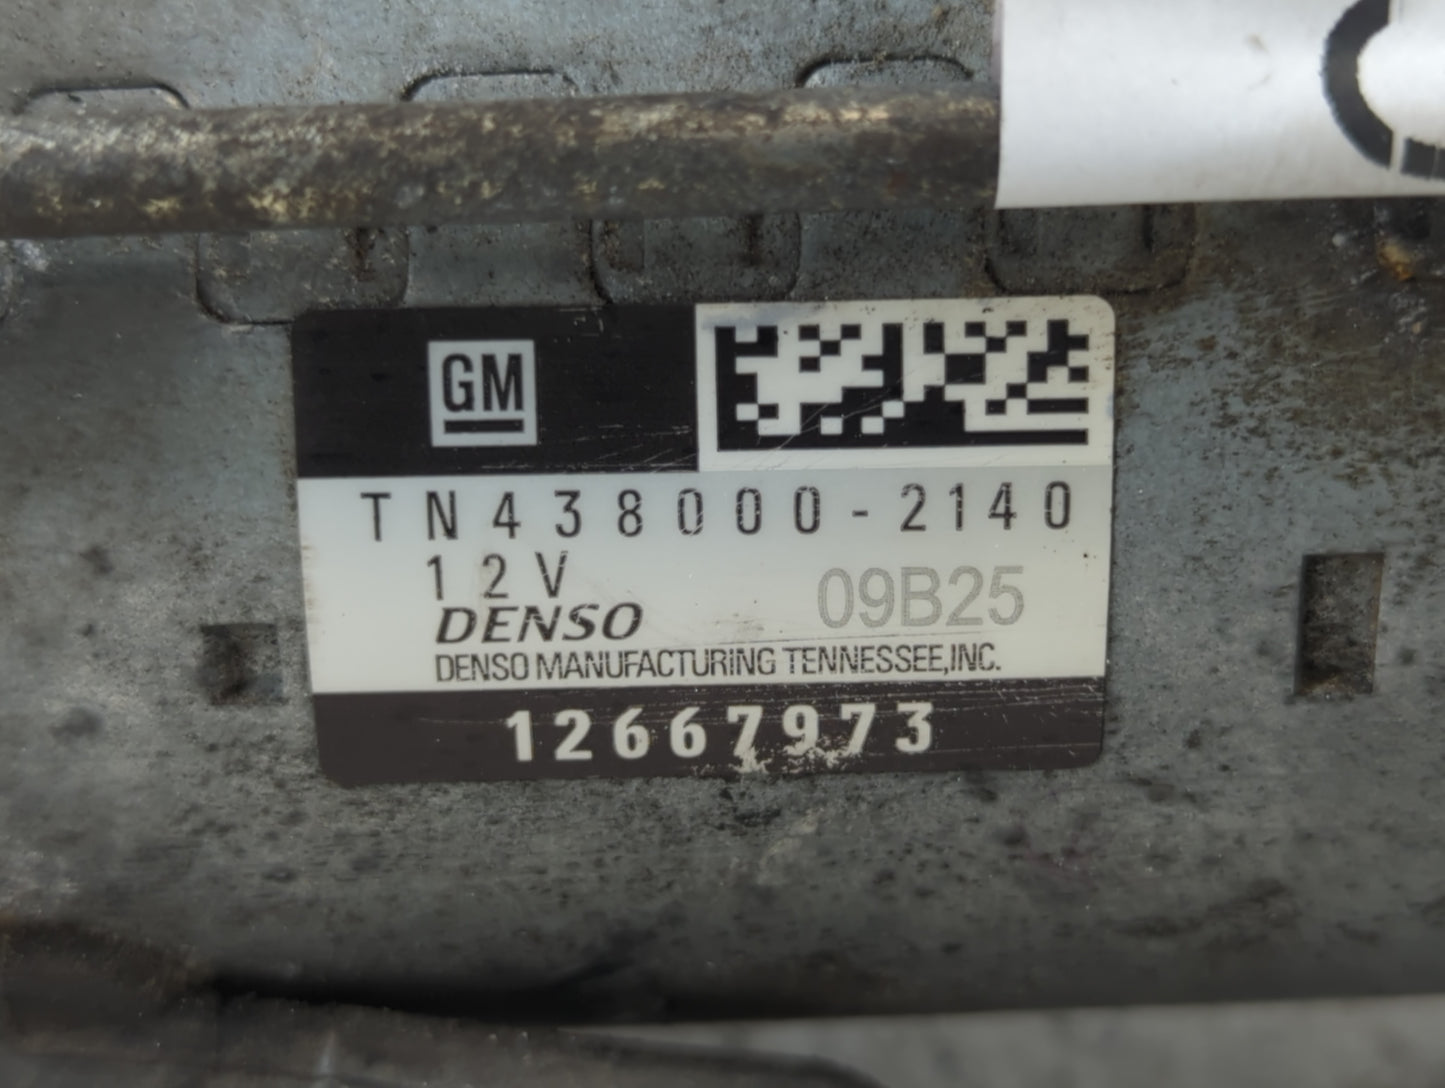 GM
TN438000-2140
12V
09B25
DENSO
DENSO MANUFACTURING TENNESSEE,INC.
12667973